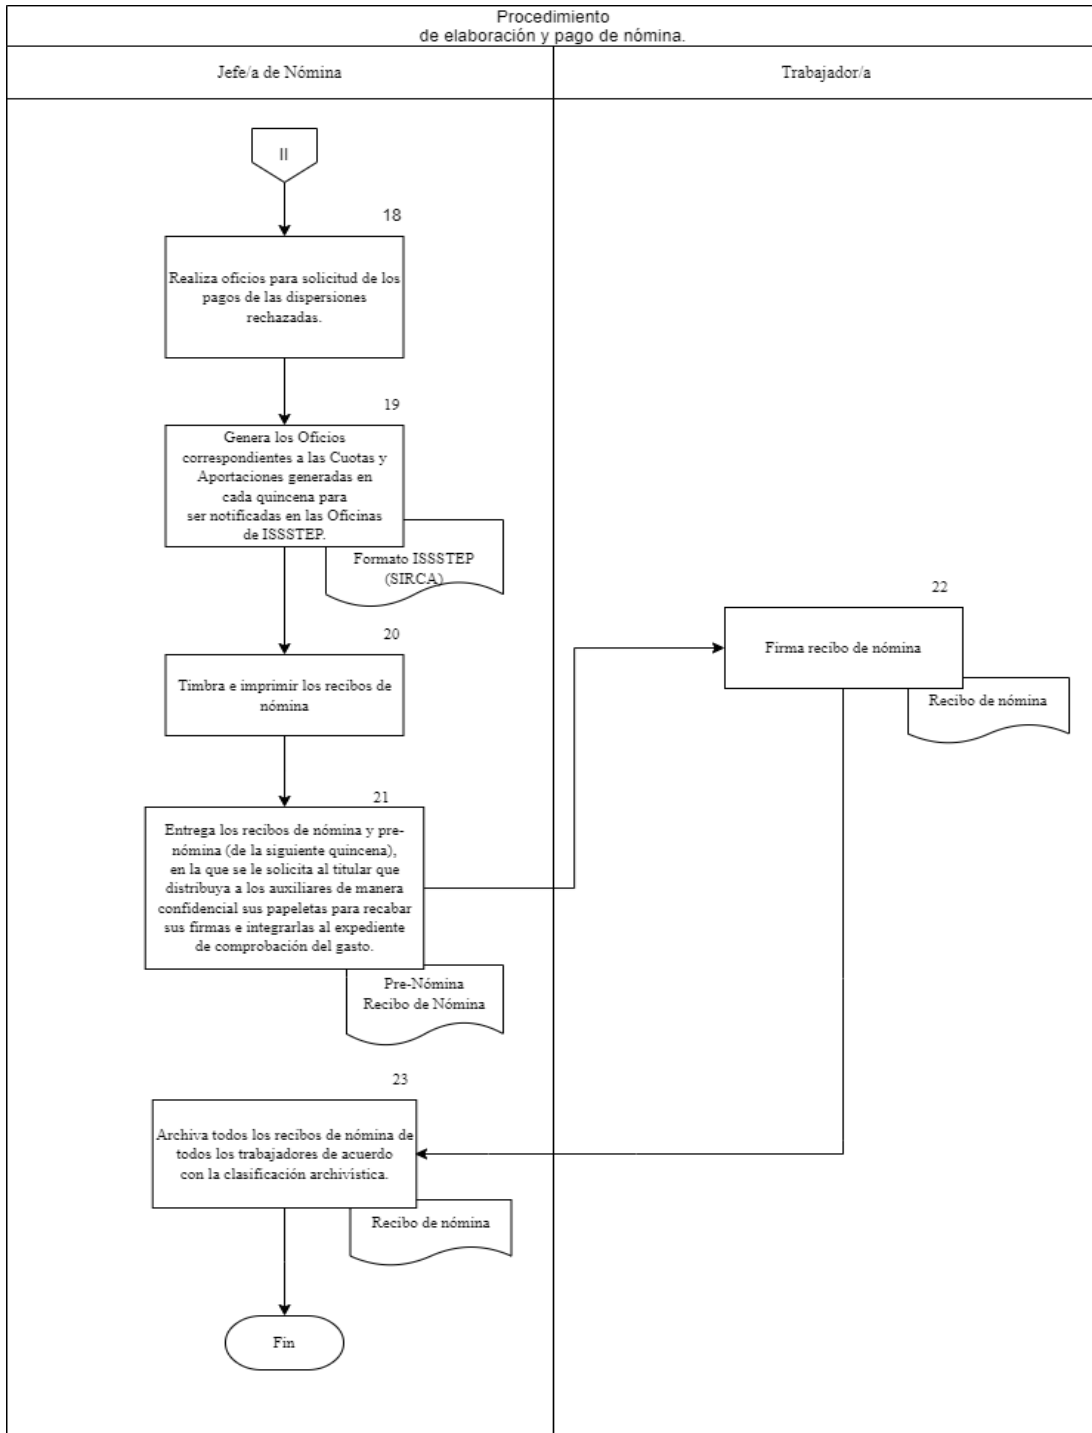 Procedimiento
de elaboración y pago de nómina.
Jefe/a de Nómina
Trabajador/a
II
18
Realiza oficios para solicitud de los
pagos de las dispersiones
rechazadas.
19
Genera los Oficios
correspondientes a las Cuotas y
Aportaciones generadas en
cada quincena para
ser notificadas en las Oficinas
de ISSSTEP.
Formato ISSSTEP
(SIRCA)
20
Timbra e imprimir los recibos de
nómina
21
Entrega los recibos de nómina y pre-
nómina (de la siguiente quincena),
en la que se le solicita al titular que
distribuya a los auxiliares de manera
confidencial sus papeletas para recabar
sus firmas e integrarlas al expediente
de comprobación del gasto.
Pre-Nómina
Recibo de Nómina
22
Firma recibo de nómina
Recibo de nómina
23
Archiva todos los recibos de nómina de
todos los trabajadores de acuerdo
con la clasificación archivística.
Recibo de nómina
Fin